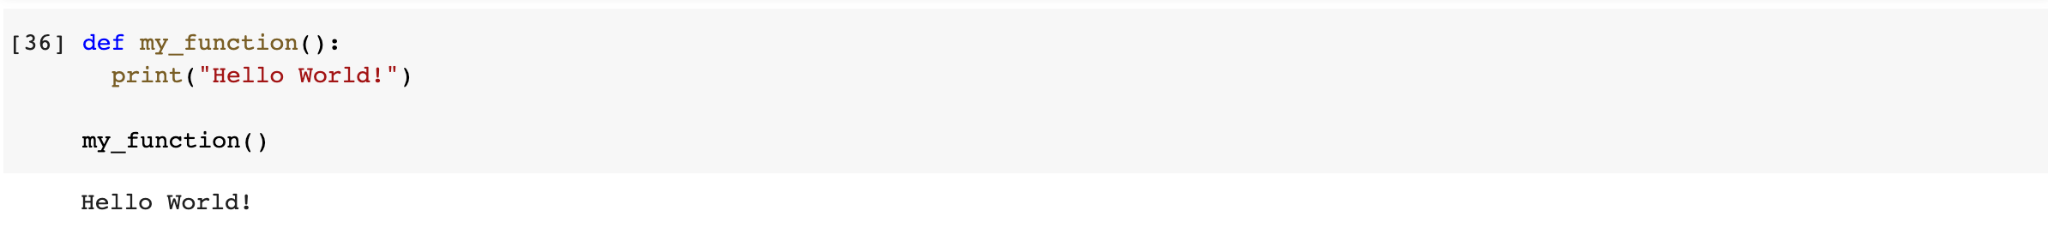 [36] def my_function():
print("Hello World!")
my_function()
Hello World!